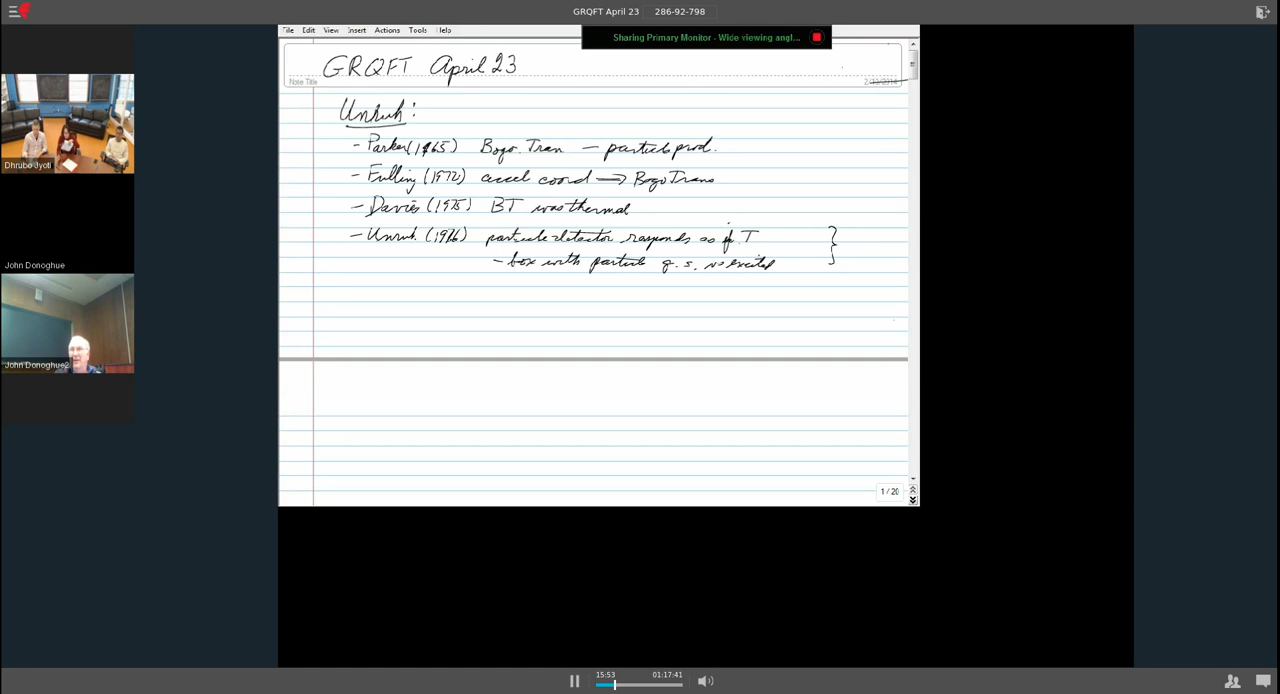 GRQFT April 23 286-92-798
File Edit View Insert Actions Tools Help
Sharing Primary Monitor - Wide viewing angl...
GRQFT April 23
Note Title
Unruh:
- Parker (1965) Bogo. Tran - particle prod.
- Fulling (1972) accel coord ⟹ Bogo Trans
- Davies (1975) BT was thermal
- Unruh (1976) particle detector responds as if T
- box with particle g.s. → excited
Dhrubo Jyoti
John Donoghue
John Donoghue2
1 / 20
15:53 01:17:41